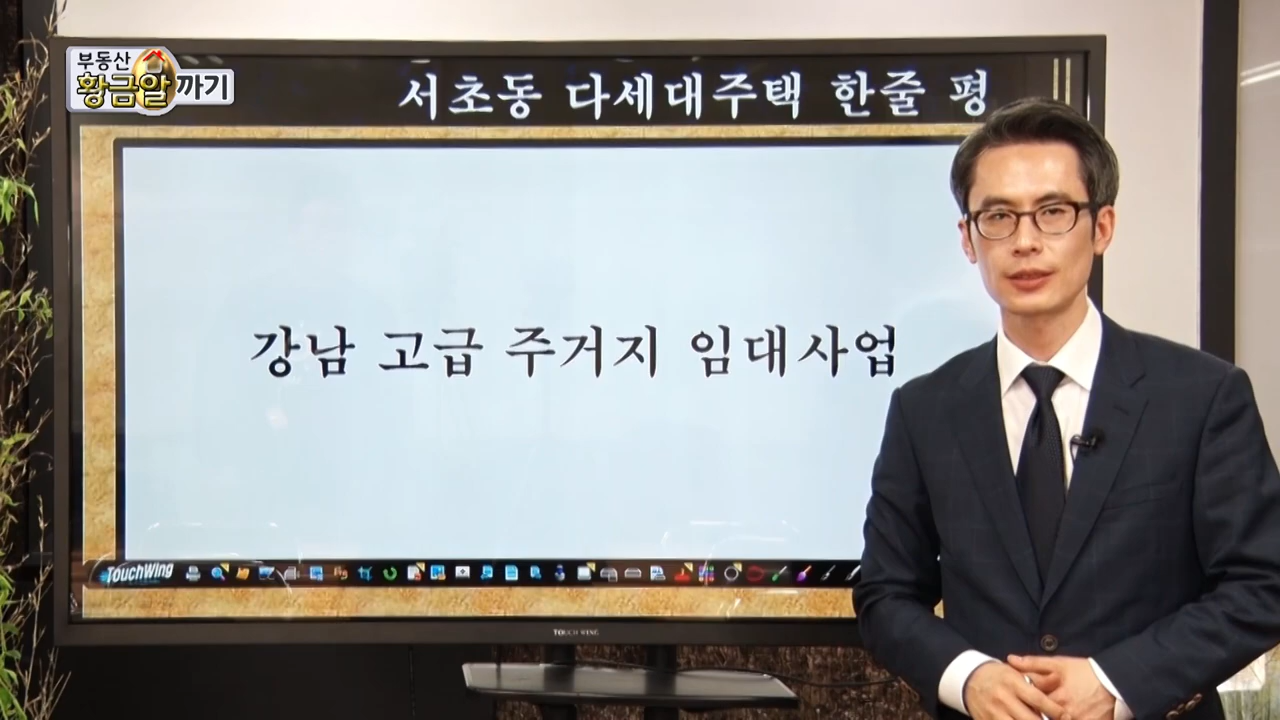 부동산
황금알까기
서초동 다세대주택 한줄 평
강남 고급 주거지 임대사업
TouchWing
TOUCH WING